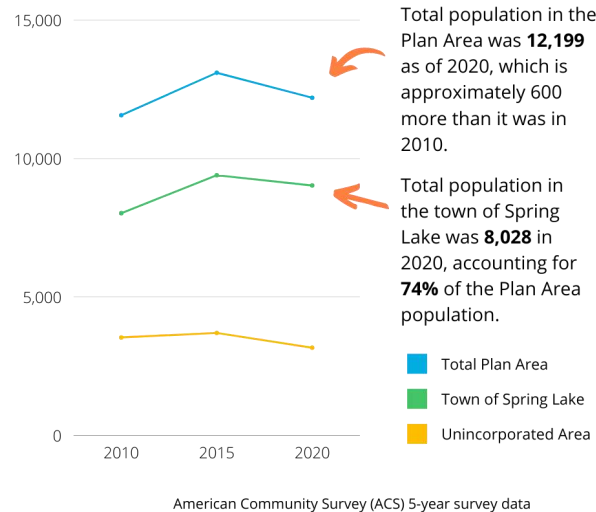 15,000
10,000
5,000
0
2010 2015 2020
Total population in the
Plan Area was 12,199
as of 2020, which is
approximately 600
more than it was in
2010.
Total population in
the town of Spring
Lake was 8,028 in
2020, accounting for
74% of the Plan Area
population.
Total Plan Area
Town of Spring Lake
Unincorporated Area
American Community Survey (ACS) 5-year survey data